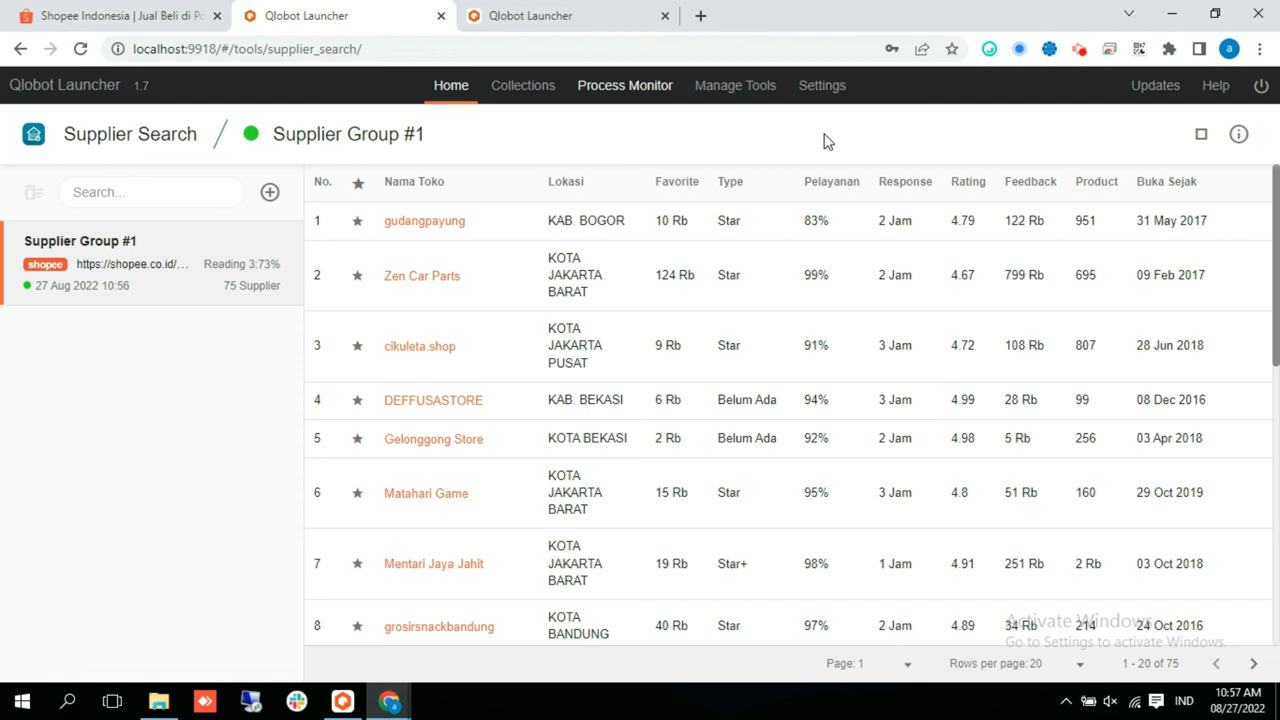 Shopee Indonesia | Jual Beli di Po
Qlobot Launcher
Qlobot Launcher
localhost:9918/#/tools/supplier_search/
a
Qlobot Launcher 1.7
Home
Collections
Process Monitor
Manage Tools
Settings
Updates
Help
Supplier Search / Supplier Group #1
Search...
Supplier Group #1
shopee https://shopee.co.id/... Reading 3:73%
27 Aug 2022 10:56 75 Supplier
No. Nama Toko Lokasi Favorite Type Pelayanan Response Rating Feedback Product Buka Sejak
1 gudangpayung KAB. BOGOR 10 Rb Star 83% 2 Jam 4.79 122 Rb 951 31 May 2017
2 Zen Car Parts KOTA JAKARTA BARAT 124 Rb Star 99% 2 Jam 4.67 799 Rb 695 09 Feb 2017
3 cikuleta.shop KOTA JAKARTA PUSAT 9 Rb Star 91% 3 Jam 4.72 108 Rb 807 28 Jun 2018
4 DEFFUSASTORE KAB. BEKASI 6 Rb Belum Ada 94% 3 Jam 4.99 28 Rb 99 08 Dec 2016
5 Gelonggong Store KOTA BEKASI 2 Rb Belum Ada 92% 2 Jam 4.98 5 Rb 256 03 Apr 2018
6 Matahari Game KOTA JAKARTA BARAT 15 Rb Star 95% 3 Jam 4.8 51 Rb 160 29 Oct 2019
7 Mentari Jaya Jahit KOTA JAKARTA BARAT 19 Rb Star+ 98% 1 Jam 4.91 251 Rb 2 Rb 03 Oct 2018
8 grosirsnackbandung KOTA BANDUNG 40 Rb Star 97% 2 Jam 4.89 34 Rb 214 24 Oct 2016
Activate Windows
Go to Settings to activate Windows.
Page: 1 Rows per page: 20 1 - 20 of 75
IND
10:57 AM
08/27/2022